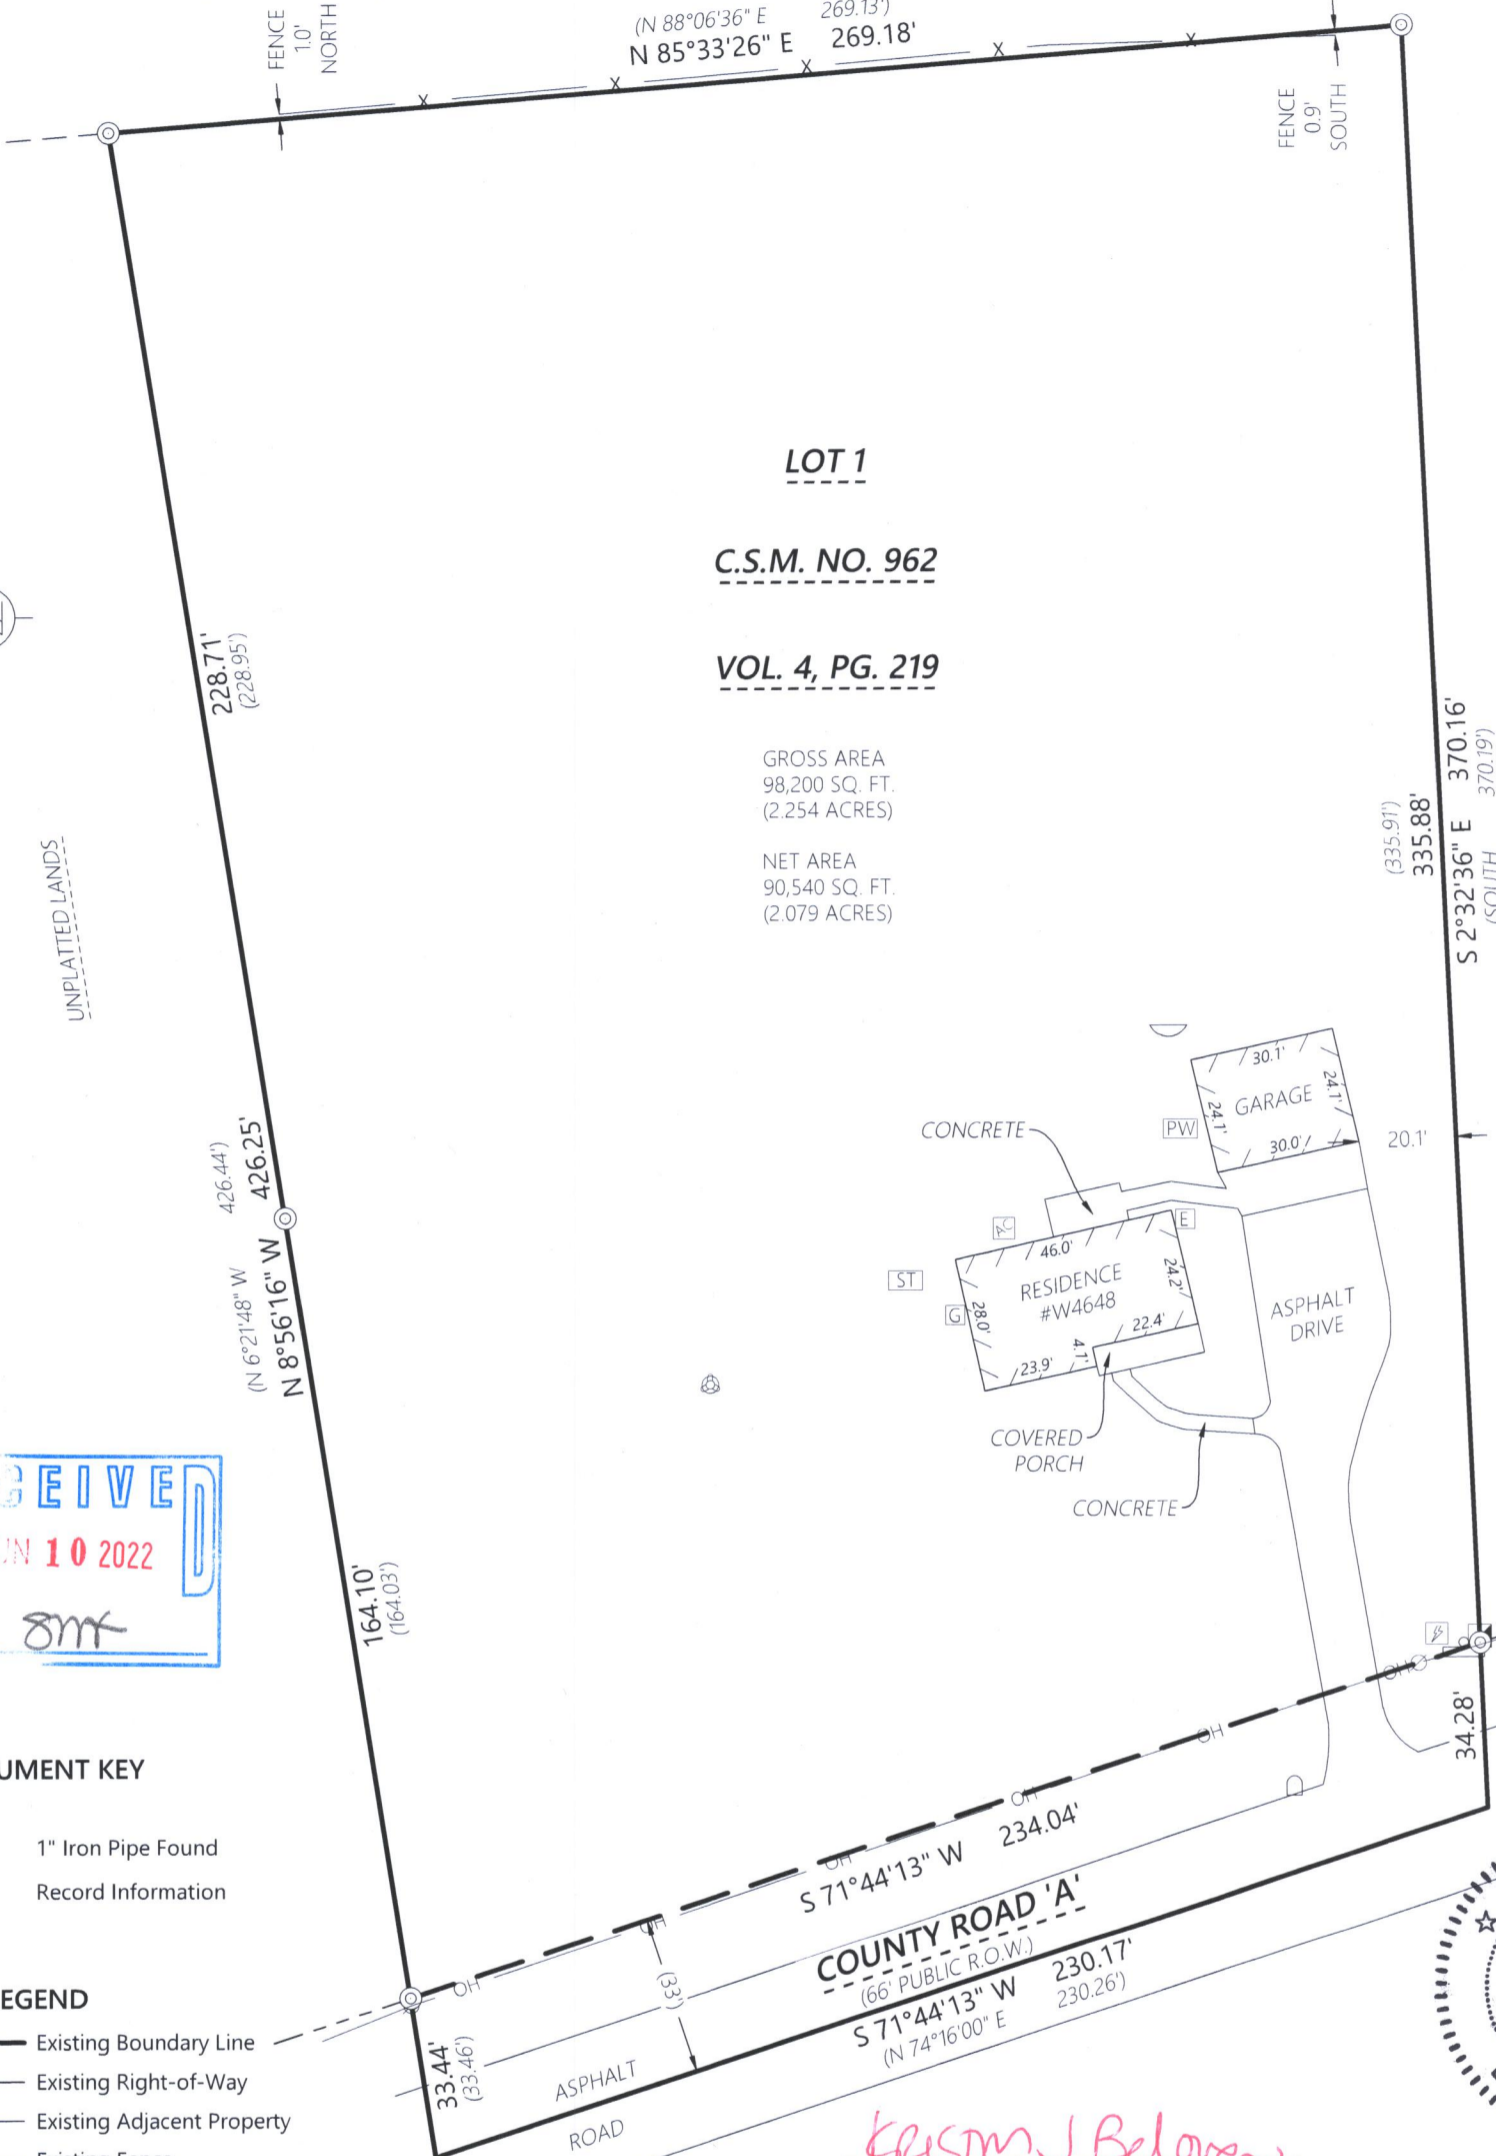 (N 88°06'36" E 269.13')
N 85°33'26" E 269.18'
FENCE
1.0'
NORTH
FENCE
0.9'
SOUTH
LOT 1
C.S.M. NO. 962
VOL. 4, PG. 219
GROSS AREA
98,200 SQ. FT.
(2.254 ACRES)
NET AREA
90,540 SQ. FT.
(2.079 ACRES)
228.71'
(228.95')
UNPLATTED LANDS
(335.91')
335.88'
S 2°32'36" E 370.16'
(SOUTH 370.19')
30.1'
24.1'
GARAGE
24.1'
30.0'
20.1'
PW
CONCRETE
(N 6°21'48" W 426.44')
N 8°56'16" W 426.25'
AC
E
46.0'
ST
RESIDENCE
#W4648
24.2'
G
28.0'
22.4'
4.1'
23.9'
ASPHALT
DRIVE
COVERED
PORCH
CONCRETE
CEIVED
UN 10 2022
164.10'
(164.03')
34.28'
OH
OH
OH
OH
OH
OH
S 71°44'13" W 234.04'
COUNTY ROAD 'A'
(66' PUBLIC R.O.W.)
S 71°44'13" W 230.17'
(N 74°16'00" E 230.26')
(33')
33.44'
(33.46')
ASPHALT
ROAD
UMENT KEY
1" Iron Pipe Found
Record Information
EGEND
Existing Boundary Line
Existing Right-of-Way
Existing Adjacent Property